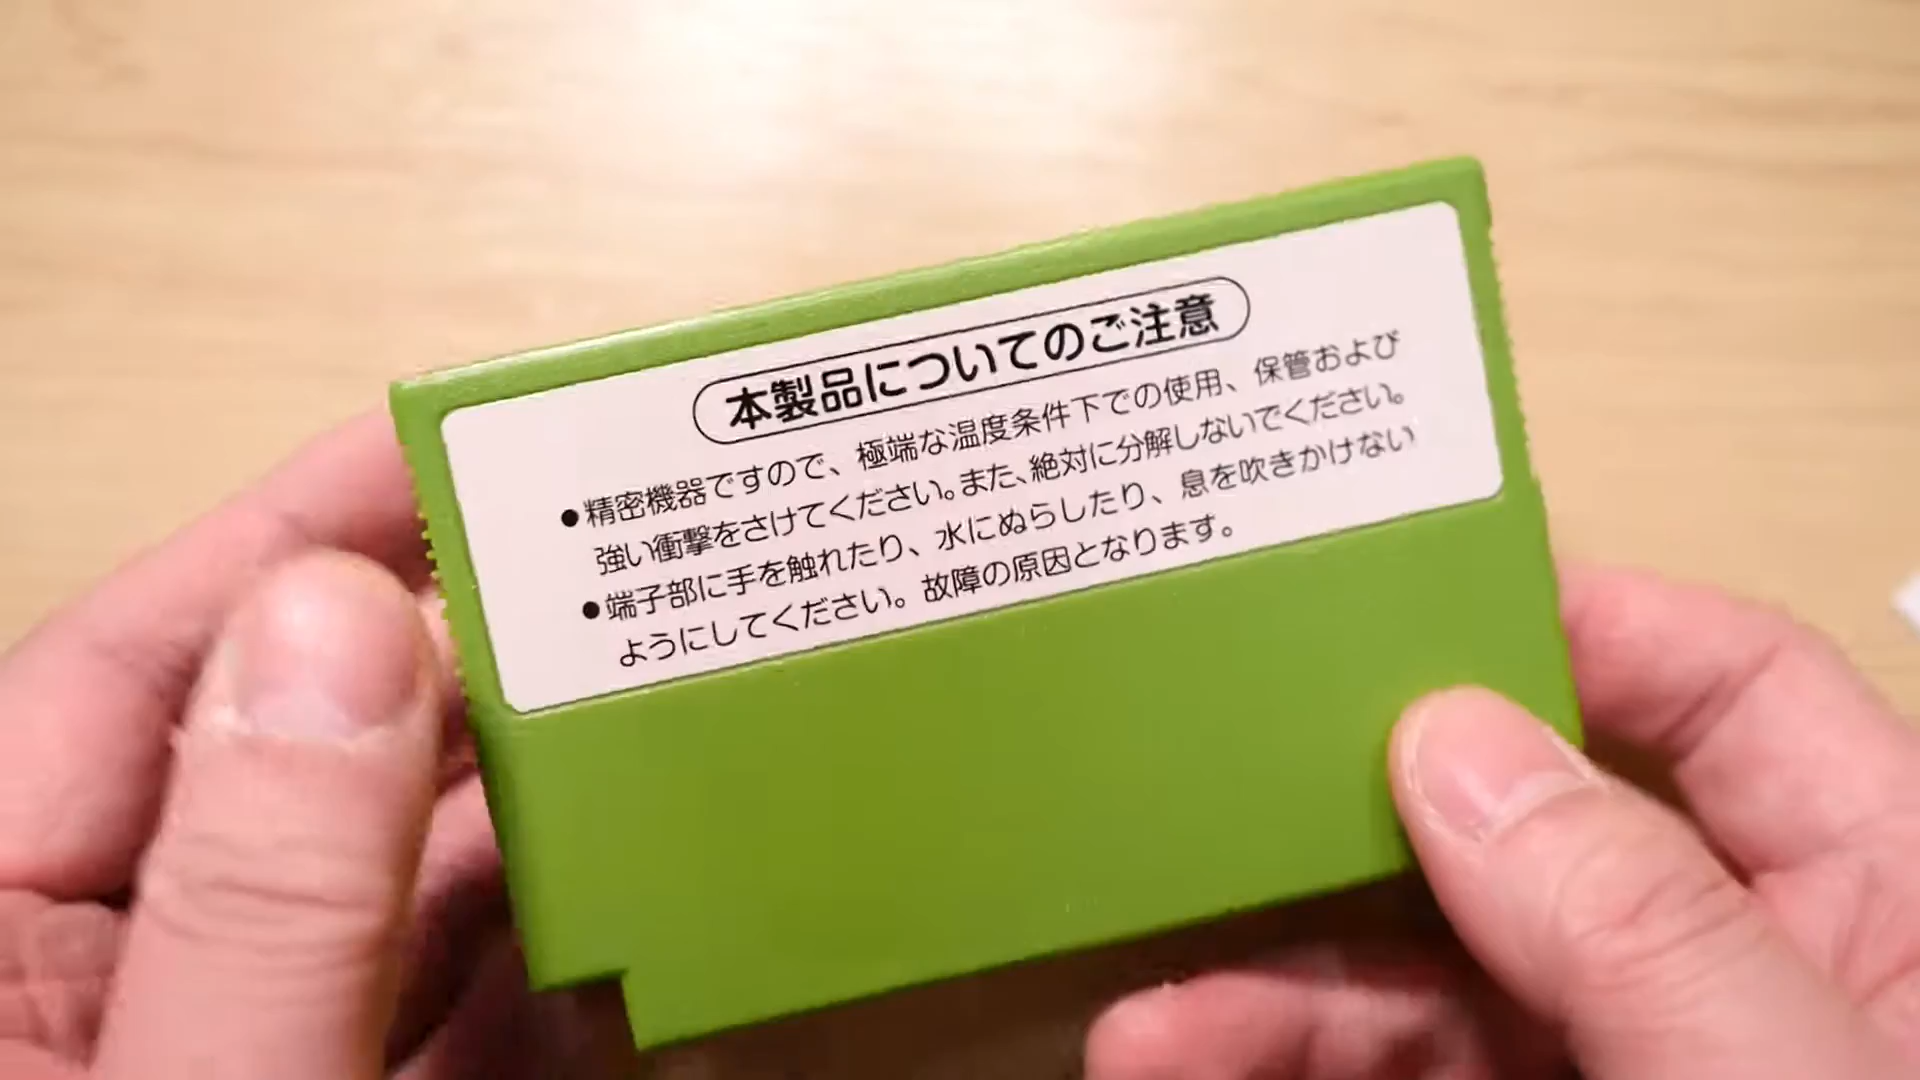 本製品についてのご注意
●精密機器ですので、極端な温度条件下での使用、保管および
強い衝撃をさけてください。また、絶対に分解しないでください。
●端子部に手を触れたり、水にぬらしたり、息を吹きかけない
ようにしてください。故障の原因となります。